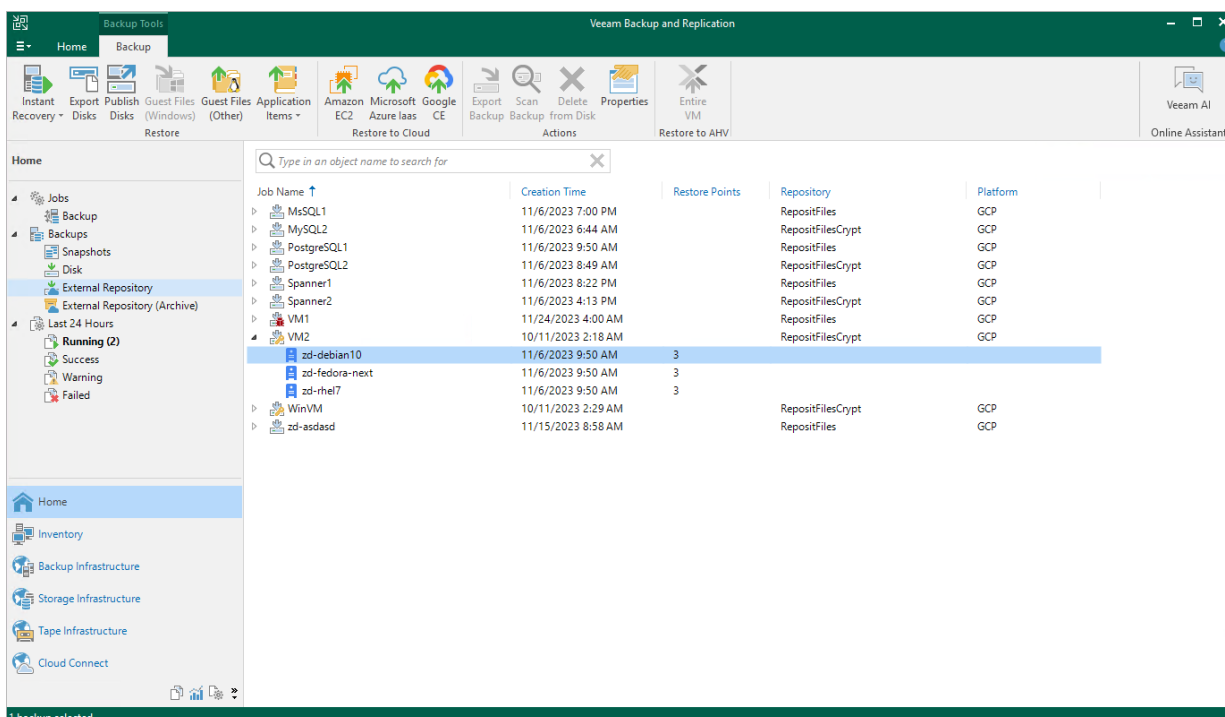 Backup Tools
Veeam Backup and Replication
Home Backup
Instant Recovery
Export Disks
Publish Disks
Guest Files (Windows)
Guest Files (Other)
Application Items
Restore
Amazon EC2
Microsoft Azure Iaas
Google CE
Restore to Cloud
Export Backup
Scan Backup
Delete from Disk
Properties
Actions
Entire VM
Restore to AHV
Veeam AI
Online Assistant
Home
Jobs
Backup
Backups
Snapshots
Disk
External Repository
External Repository (Archive)
Last 24 Hours
Running (2)
Success
Warning
Failed
Home
Inventory
Backup Infrastructure
Storage Infrastructure
Tape Infrastructure
Cloud Connect
Type in an object name to search for
Job Name Creation Time Restore Points Repository Platform
MsSQL1 11/6/2023 7:00 PM RepositFiles GCP
MySQL2 11/6/2023 6:44 AM RepositFilesCrypt GCP
PostgreSQL1 11/6/2023 9:50 AM RepositFiles GCP
PostgreSQL2 11/6/2023 8:49 AM RepositFilesCrypt GCP
Spanner1 11/6/2023 8:22 PM RepositFiles GCP
Spanner2 11/6/2023 4:13 PM RepositFilesCrypt GCP
VM1 11/24/2023 4:00 AM RepositFiles GCP
VM2 10/11/2023 2:18 AM RepositFilesCrypt GCP
zd-debian10 11/6/2023 9:50 AM 3
zd-fedora-next 11/6/2023 9:50 AM 3
zd-rhel7 11/6/2023 9:50 AM 3
WinVM 10/11/2023 2:29 AM RepositFilesCrypt GCP
zd-asdasd 11/15/2023 8:58 AM RepositFiles GCP
1 backup selected